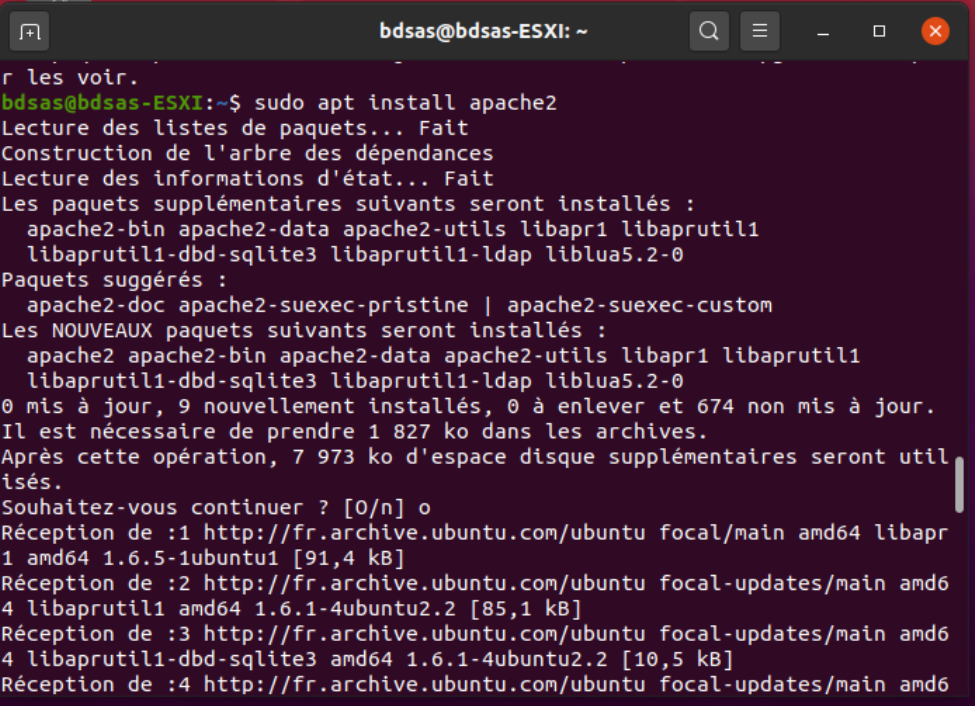 bdsas@bdsas-ESXI: ~
r les voir.
bdsas@bdsas-ESXI:~$ sudo apt install apache2
Lecture des listes de paquets... Fait
Construction de l'arbre des dépendances
Lecture des informations d'état... Fait
Les paquets supplémentaires suivants seront installés :
  apache2-bin apache2-data apache2-utils libapr1 libaprutil1
  libaprutil1-dbd-sqlite3 libaprutil1-ldap liblua5.2-0
Paquets suggérés :
  apache2-doc apache2-suexec-pristine | apache2-suexec-custom
Les NOUVEAUX paquets suivants seront installés :
  apache2 apache2-bin apache2-data apache2-utils libapr1 libaprutil1
  libaprutil1-dbd-sqlite3 libaprutil1-ldap liblua5.2-0
0 mis à jour, 9 nouvellement installés, 0 à enlever et 674 non mis à jour.
Il est nécessaire de prendre 1 827 ko dans les archives.
Après cette opération, 7 973 ko d'espace disque supplémentaires seront util
isés.
Souhaitez-vous continuer ? [O/n] o
Réception de :1 http://fr.archive.ubuntu.com/ubuntu focal/main amd64 libapr
1 amd64 1.6.5-1ubuntu1 [91,4 kB]
Réception de :2 http://fr.archive.ubuntu.com/ubuntu focal-updates/main amd6
4 libaprutil1 amd64 1.6.1-4ubuntu2.2 [85,1 kB]
Réception de :3 http://fr.archive.ubuntu.com/ubuntu focal-updates/main amd6
4 libaprutil1-dbd-sqlite3 amd64 1.6.1-4ubuntu2.2 [10,5 kB]
Réception de :4 http://fr.archive.ubuntu.com/ubuntu focal-updates/main amd6